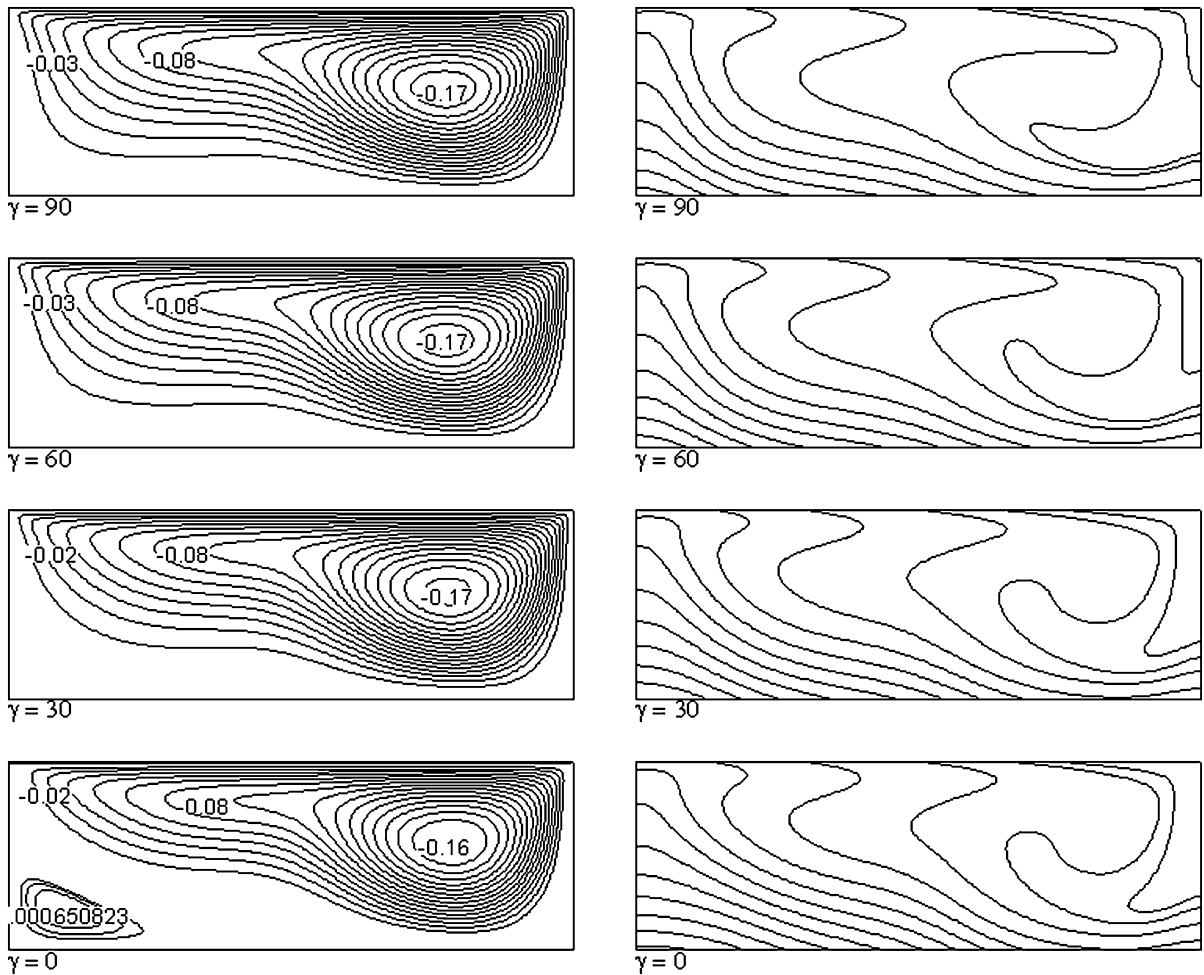 -0.03
-0.08
-0.17
γ = 90
γ = 90
-0.03
-0.08
-0.17
γ = 60
γ = 60
-0.02
-0.08
-0.17
γ = 30
γ = 30
-0.02
-0.08
-0.16
.000650823
γ = 0
γ = 0